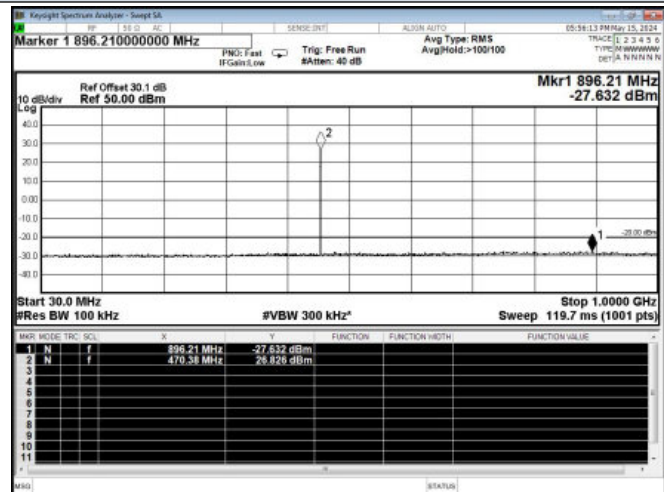 Keysight Spectrum Analyzer - Swept SA
RF 50 Ω AC SENSE:INT ALIGN AUTO 05:56:13 PM May 15, 2024
Marker 1 896.210000000 MHz
PNO: Fast
IFGain:Low
Trig: Free Run
#Atten: 40 dB
Avg Type: RMS
Avg|Hold:>100/100
TRACE 1 2 3 4 5 6
TYPE MWWWWW
DET A N N N N N
Ref Offset 30.1 dB
Ref 50.00 dBm
Mkr1 896.21 MHz
-27.632 dBm
10 dB/div
Log
40.0
30.0
20.0
10.0
0.00
-10.0
-20.0
-30.0
-40.0
2
1
-20.00 dBm
Start 30.0 MHz Stop 1.0000 GHz
#Res BW 100 kHz #VBW 300 kHz* Sweep 119.7 ms (1001 pts)
MKR MODE TRC SCL X Y FUNCTION FUNCTION WIDTH FUNCTION VALUE
1 N f 896.21 MHz -27.632 dBm
2 N f 470.38 MHz 26.826 dBm
3
4
5
6
7
8
9
10
11
MSG STATUS